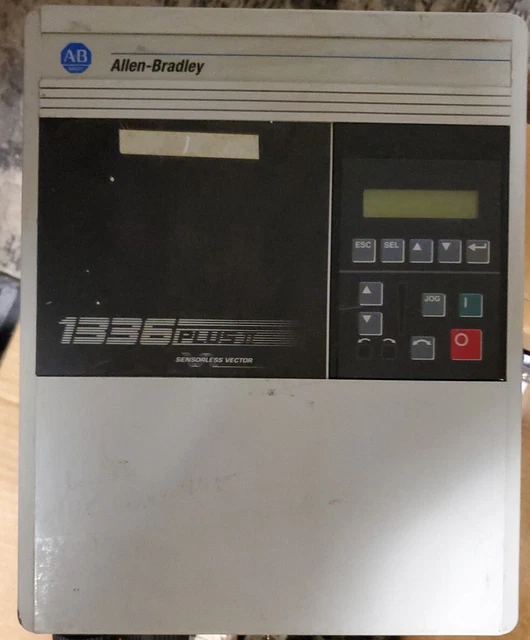 AB
Allen-Bradley
ESC SEL
JOG I
O
1336 PLUS II
SENSORLESS VECTOR